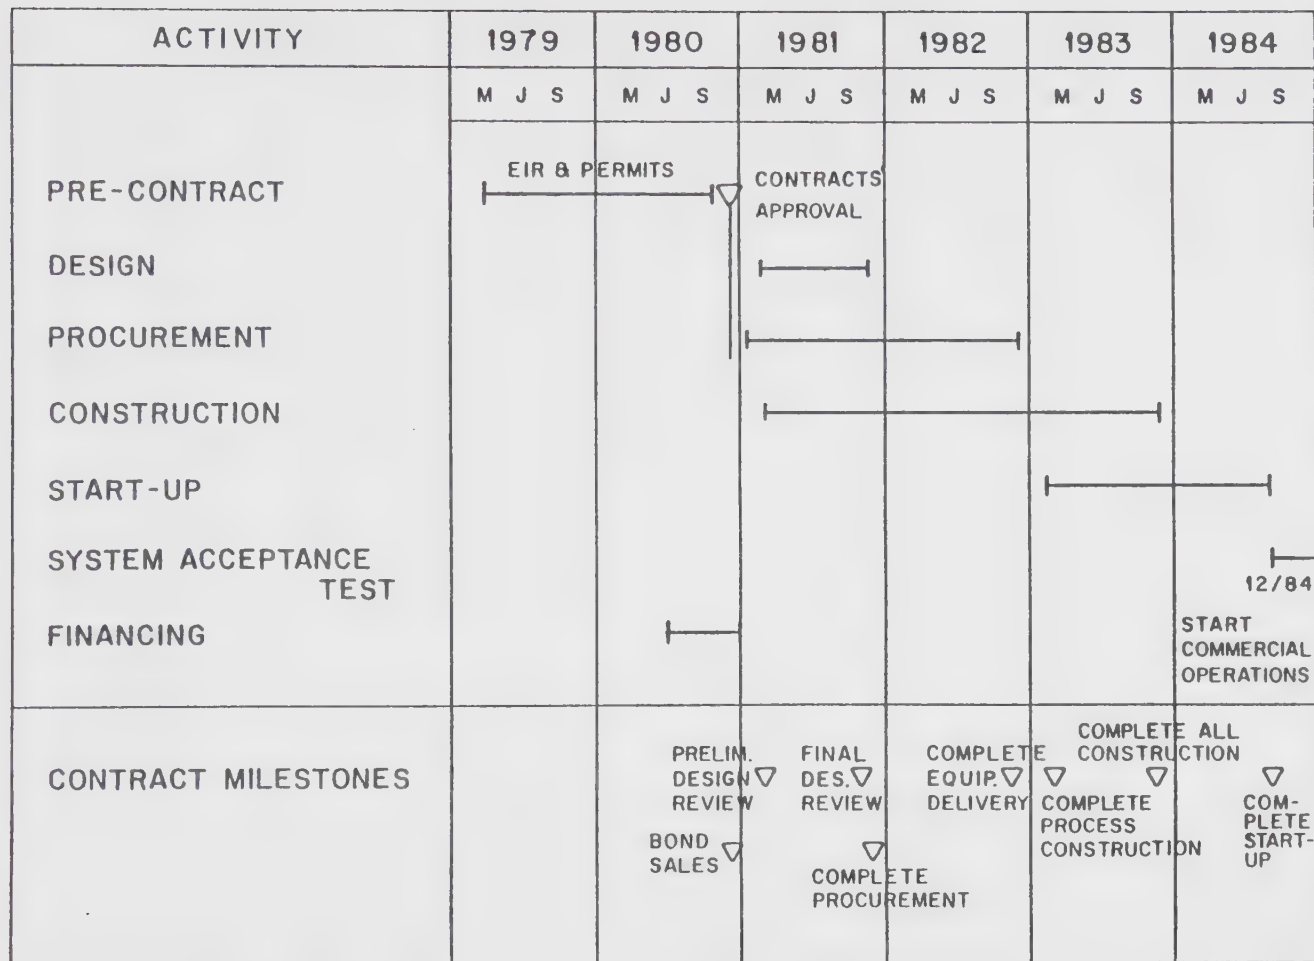 ACTIVITY 1979 1980 1981 1982 1983 1984
M J S M J S M J S M J S M J S M J S
PRE-CONTRACT
EIR & PERMITS
CONTRACTS
APPROVAL
DESIGN
PROCUREMENT
CONSTRUCTION
START-UP
SYSTEM ACCEPTANCE
TEST
12/84
FINANCING
START
COMMERCIAL
OPERATIONS
CONTRACT MILESTONES
PRELIM.
DESIGN
REVIEW
FINAL
DES.
REVIEW
COMPLETE
EQUIP.
DELIVERY
COMPLETE ALL
CONSTRUCTION
COMPLETE
PROCESS
CONSTRUCTION
COM-
PLETE
START-
UP
BOND
SALES
COMPLETE
PROCUREMENT